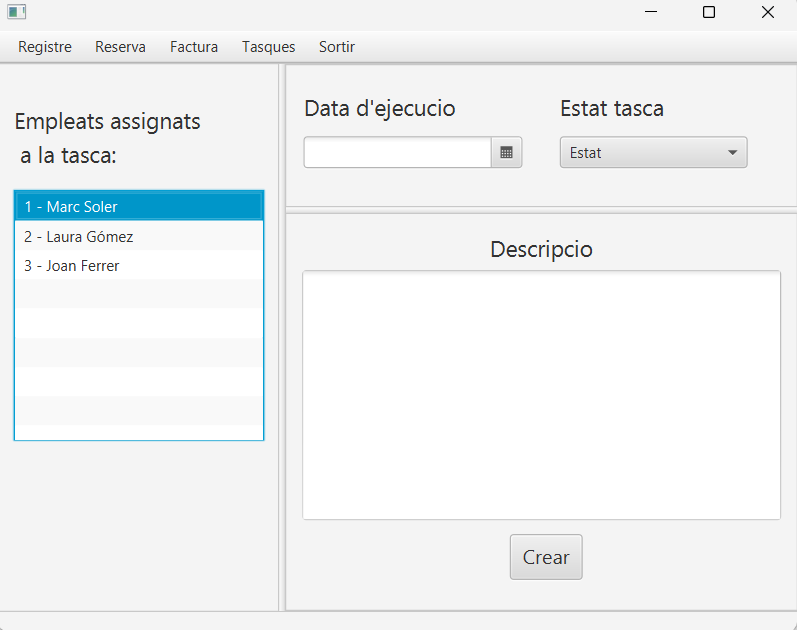 Registre Reserva Factura Tasques Sortir
Empleats assignats
a la tasca:
1 - Marc Soler
2 - Laura Gómez
3 - Joan Ferrer
Data d'ejecucio
Estat tasca
Estat
Descripcio
Crear